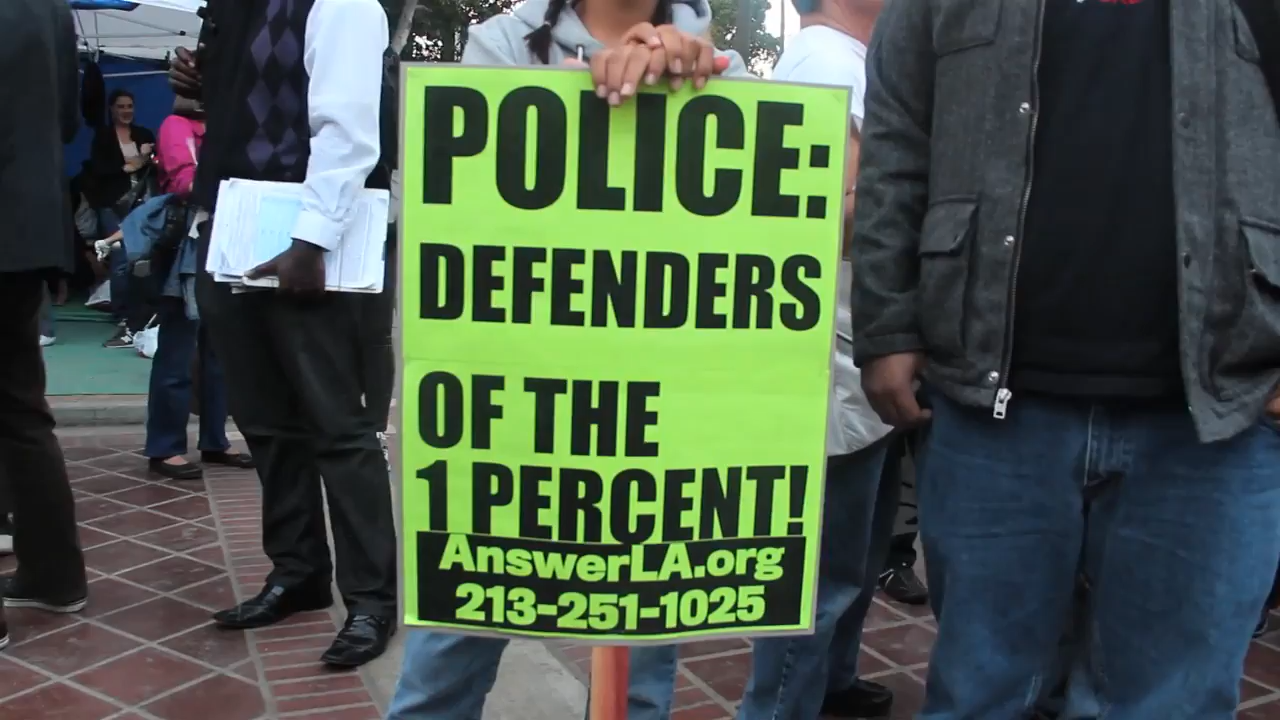 POLICE:
DEFENDERS
OF THE
1 PERCENT!
AnswerLA.org
213-251-1025